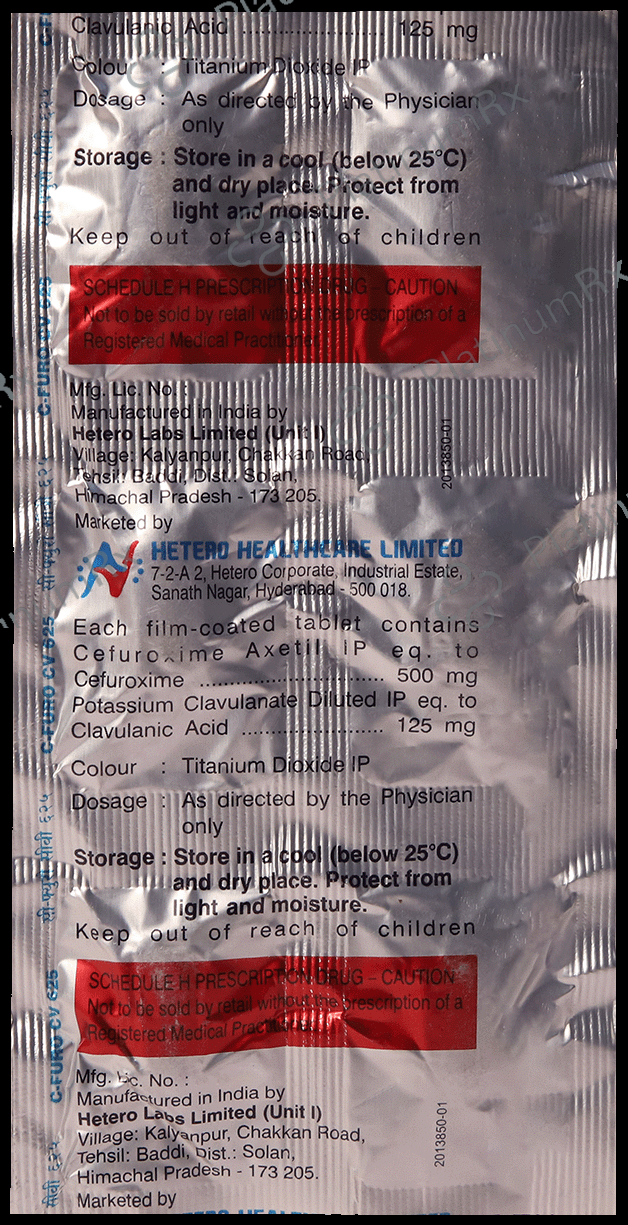 Clavulanic Acid ........................ 125 mg
Colour : Titanium Dioxide IP
Dosage : As directed by the Physician
only
Storage : Store in a cool (below 25°C)
and dry place. Protect from
light and moisture.
Keep out of reach of children
SCHEDULE H PRESCRIPTION DRUG - CAUTION
Not to be sold by retail without the prescription of a
Registered Medical Practitioner.
Mfg. Lic. No. :
Manufactured in India by
Hetero Labs Limited (Unit I)
Village: Kalyanpur, Chakkan Road,
Tehsil: Baddi, Dist.: Solan,
Himachal Pradesh - 173 205.
2013850-01
Marketed by
HETERO HEALTHCARE LIMITED
7-2-A 2, Hetero Corporate, Industrial Estate,
Sanath Nagar, Hyderabad - 500 018.
Each film-coated tablet contains
Cefuroxime Axetil IP eq. to
Cefuroxime ................................ 500 mg
Potassium Clavulanate Diluted IP eq. to
Clavulanic Acid ........................ 125 mg
Colour : Titanium Dioxide IP
Dosage : As directed by the Physician
only
Storage : Store in a cool (below 25°C)
and dry place. Protect from
light and moisture.
Keep out of reach of children
SCHEDULE H PRESCRIPTION DRUG - CAUTION
Not to be sold by retail without the prescription of a
Registered Medical Practitioner.
Mfg. Lic. No. :
Manufactured in India by
Hetero Labs Limited (Unit I)
Village: Kalyanpur, Chakkan Road,
Tehsil: Baddi, Dist.: Solan,
Himachal Pradesh - 173 205.
2013850-01
Marketed by
HETERO HEALTHCARE LIMITED
C-FURO CV 625
C-FURO CV 625
सी-फ्यूरो सीवी ६२५
C-FURO CV 625
सीवी ६२५
PlatinumRx
PlatinumRx